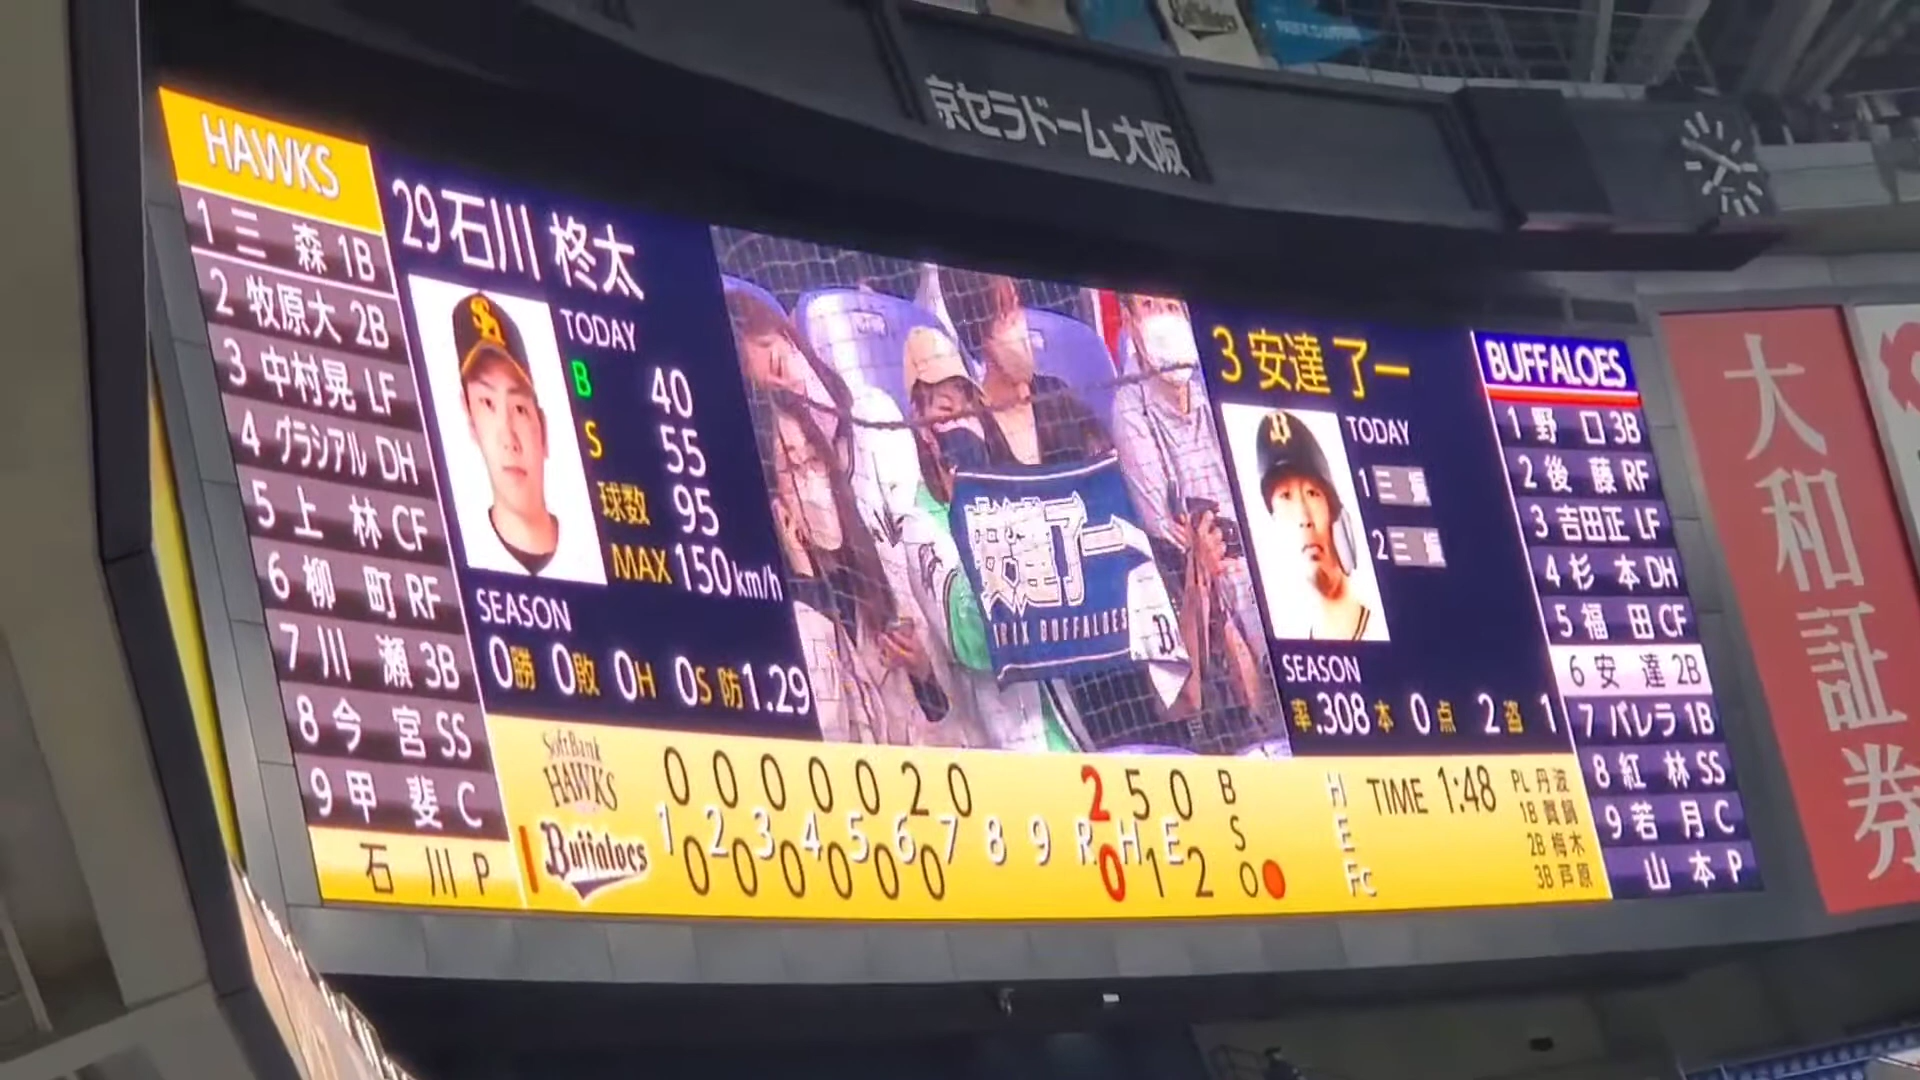 Buffaloes
京セラドーム大阪
HAWKS
1 三 森 1B
2 牧原大 2B
3 中村晃 LF
4 グラシアル DH
5 上 林 CF
6 柳 町 RF
7 川 瀬 3B
8 今 宮 SS
9 甲 斐 C
石 川 P
29 石川 柊太
TODAY
B 40
S 55
球数 95
MAX 150km/h
SEASON
0勝 0敗 0H 0S 防1.29
安達了一
ORIX BUFFALOES
B
3 安達 了一
TODAY
1 三 振
2 三 振
SEASON
率.308 本 0 点 2 盗 1
BUFFALOES
1 野 口 3B
2 後 藤 RF
3 吉田正 LF
4 杉 本 DH
5 福 田 CF
6 安 達 2B
7 バレラ 1B
8 紅 林 SS
9 若 月 C
山 本 P
SoftBank HAWKS 0 0 0 0 0 2 0 2 5 0
1 2 3 4 5 6 7 8 9 R H E
Buffaloes 0 0 0 0 0 0 0 1 2
B
S
O
H
E
Fc
TIME 1:48
PL 丹波
1B 眞鍋
2B 梅木
3B 芦原
大和証券